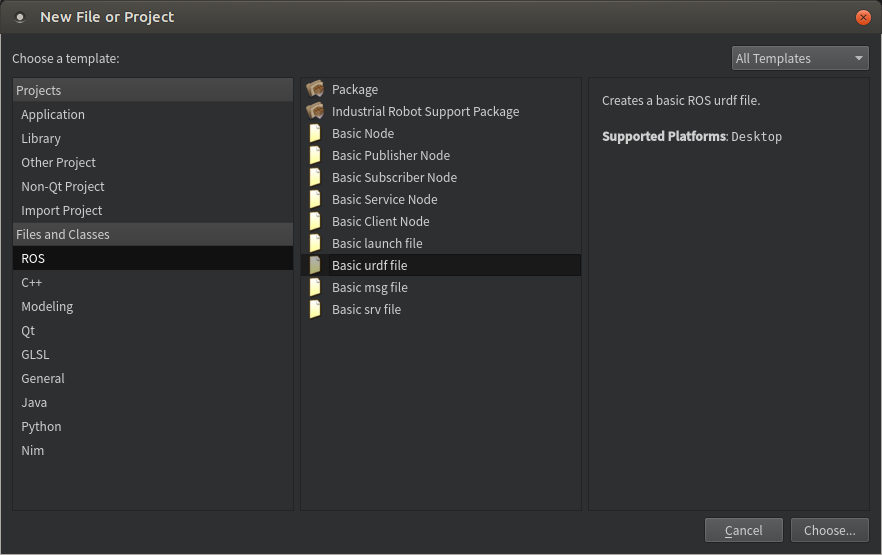 New File or Project
Choose a template:
All Templates
Projects
Application
Library
Other Project
Non-Qt Project
Import Project
Files and Classes
ROS
C++
Modeling
Qt
GLSL
General
Java
Python
Nim
Package
Industrial Robot Support Package
Basic Node
Basic Publisher Node
Basic Subscriber Node
Basic Service Node
Basic Client Node
Basic launch file
Basic urdf file
Basic msg file
Basic srv file
Creates a basic ROS urdf file.
Supported Platforms: Desktop
Cancel
Choose...